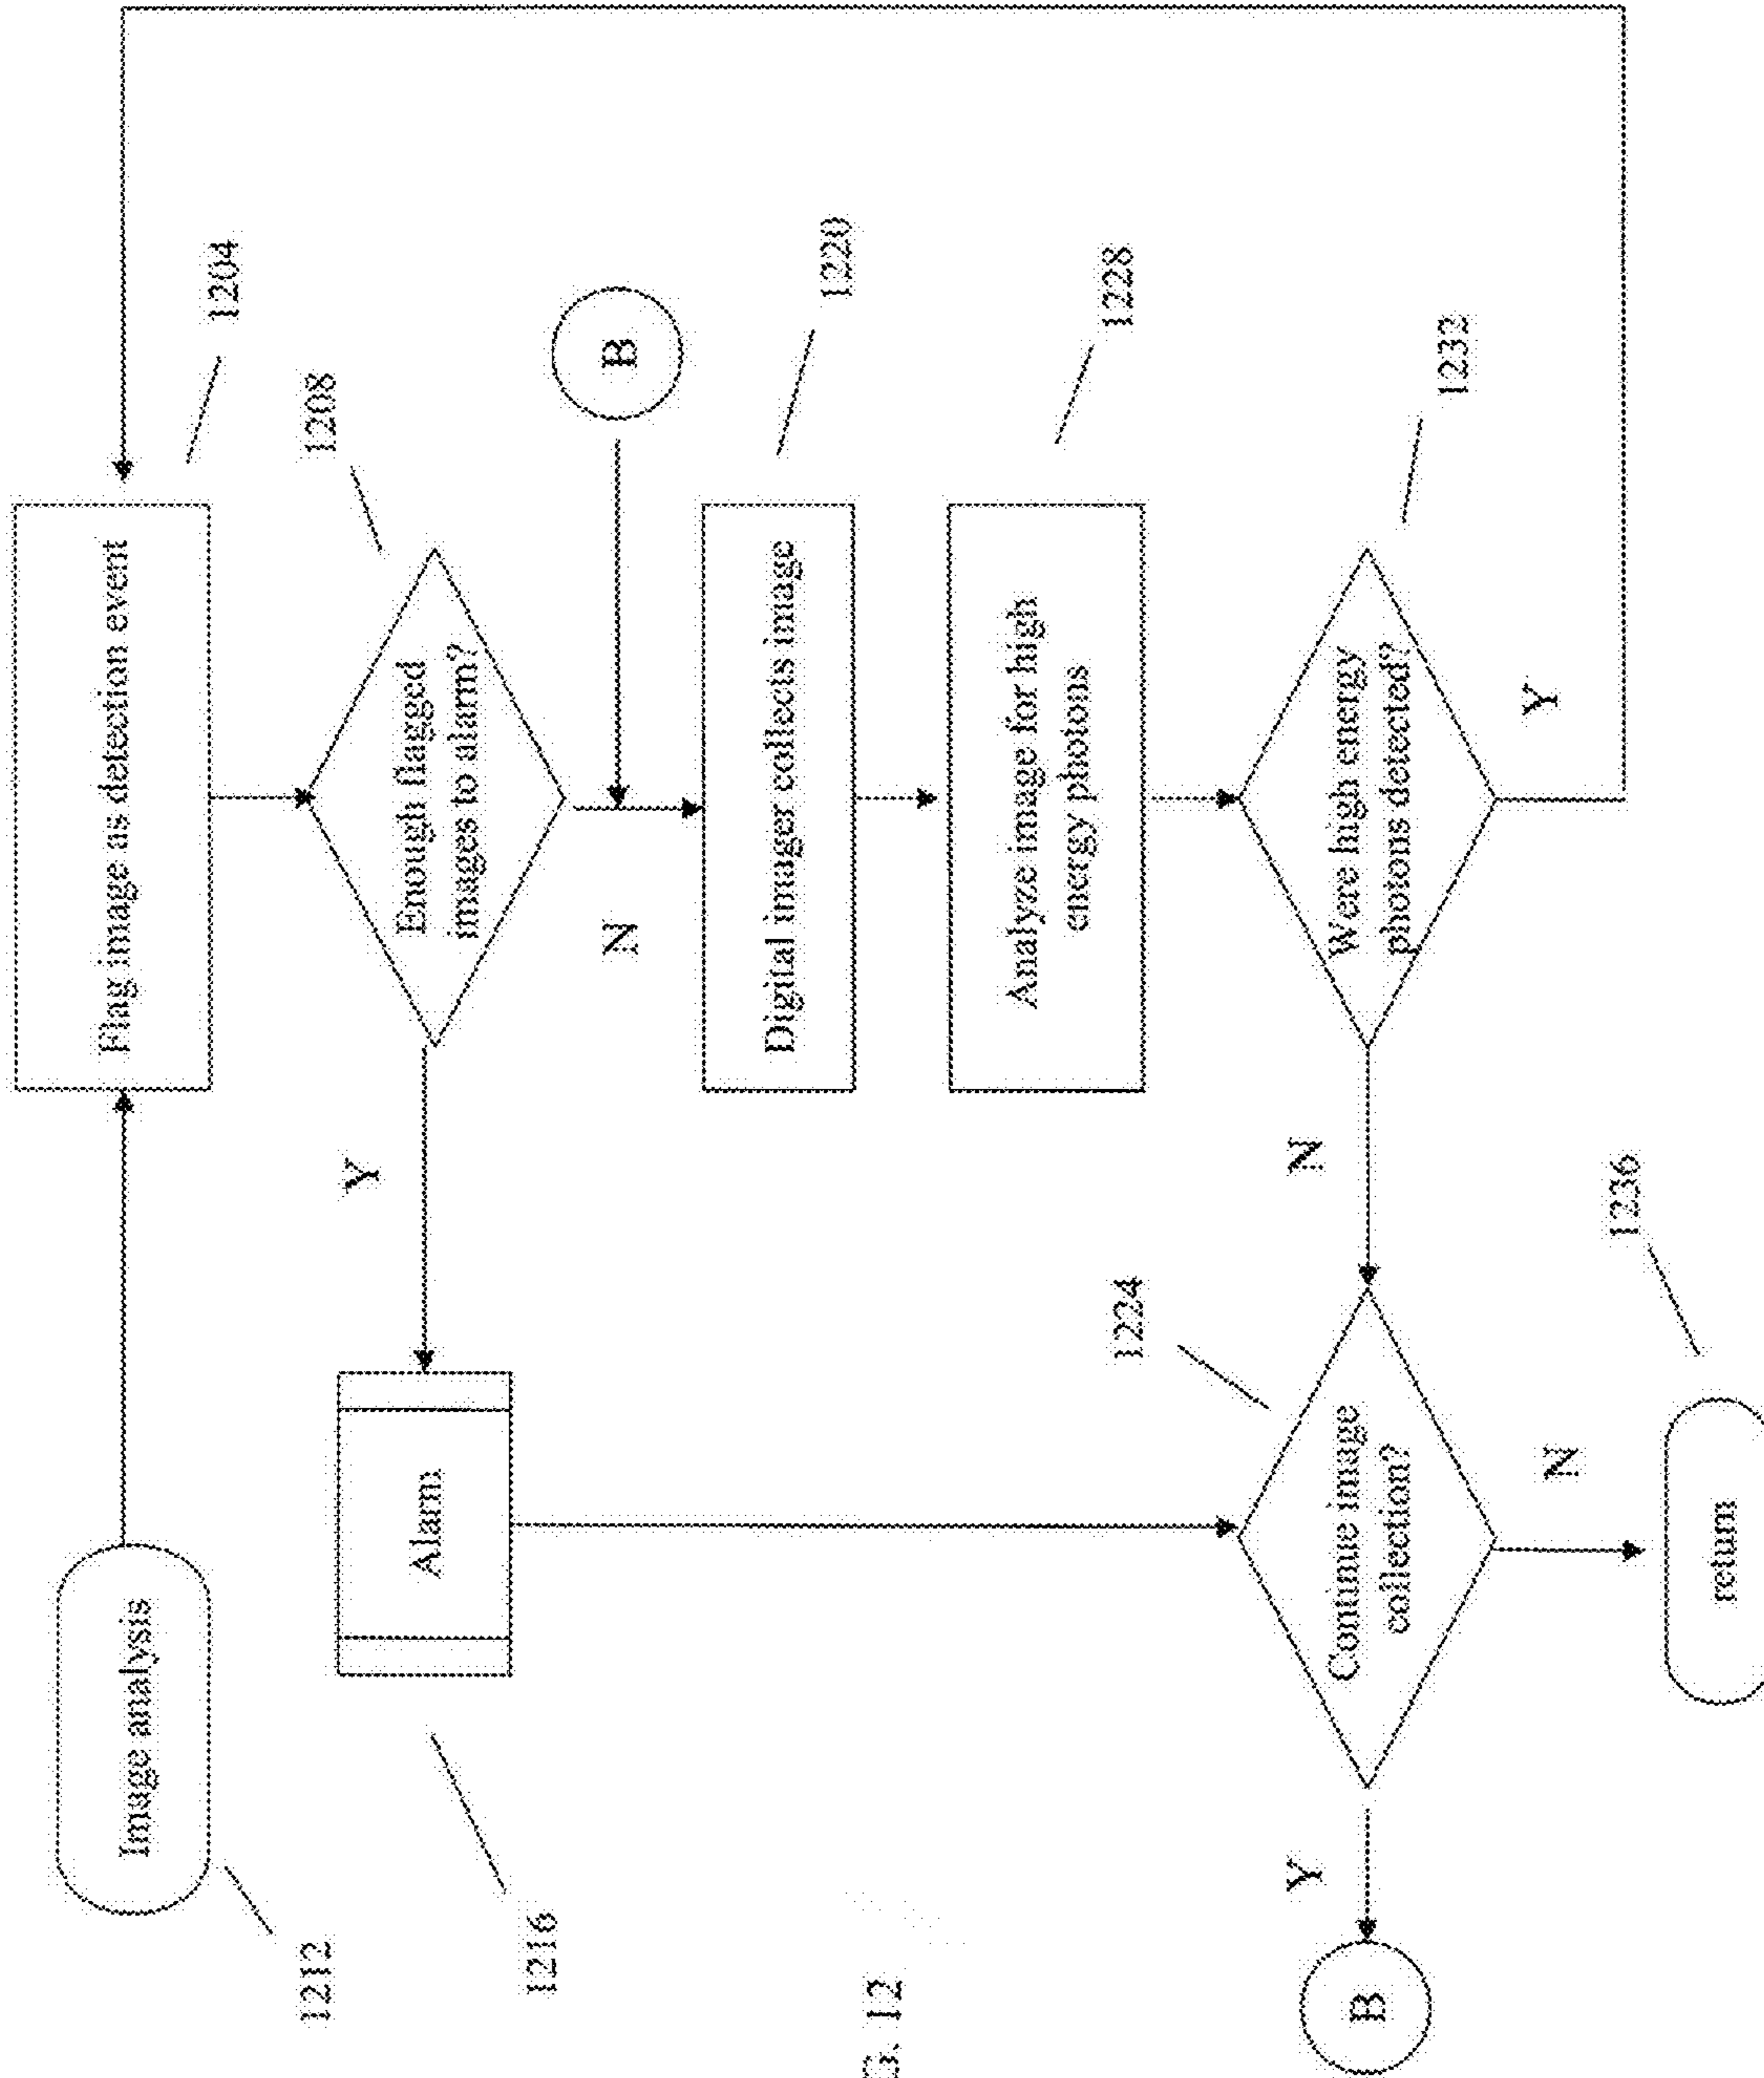 Image analysis
1212
Flag image as detection event
1204
Enough flagged
images to alarm?
1208
Y
N
Alarm
1216
B
Digital imager collects image
1220
Analyze image for high
energy photons
1228
Were high energy
photons detected?
1232
Y
N
Continue image
collection?
1224
Y
N
B
return
1236
G. 12